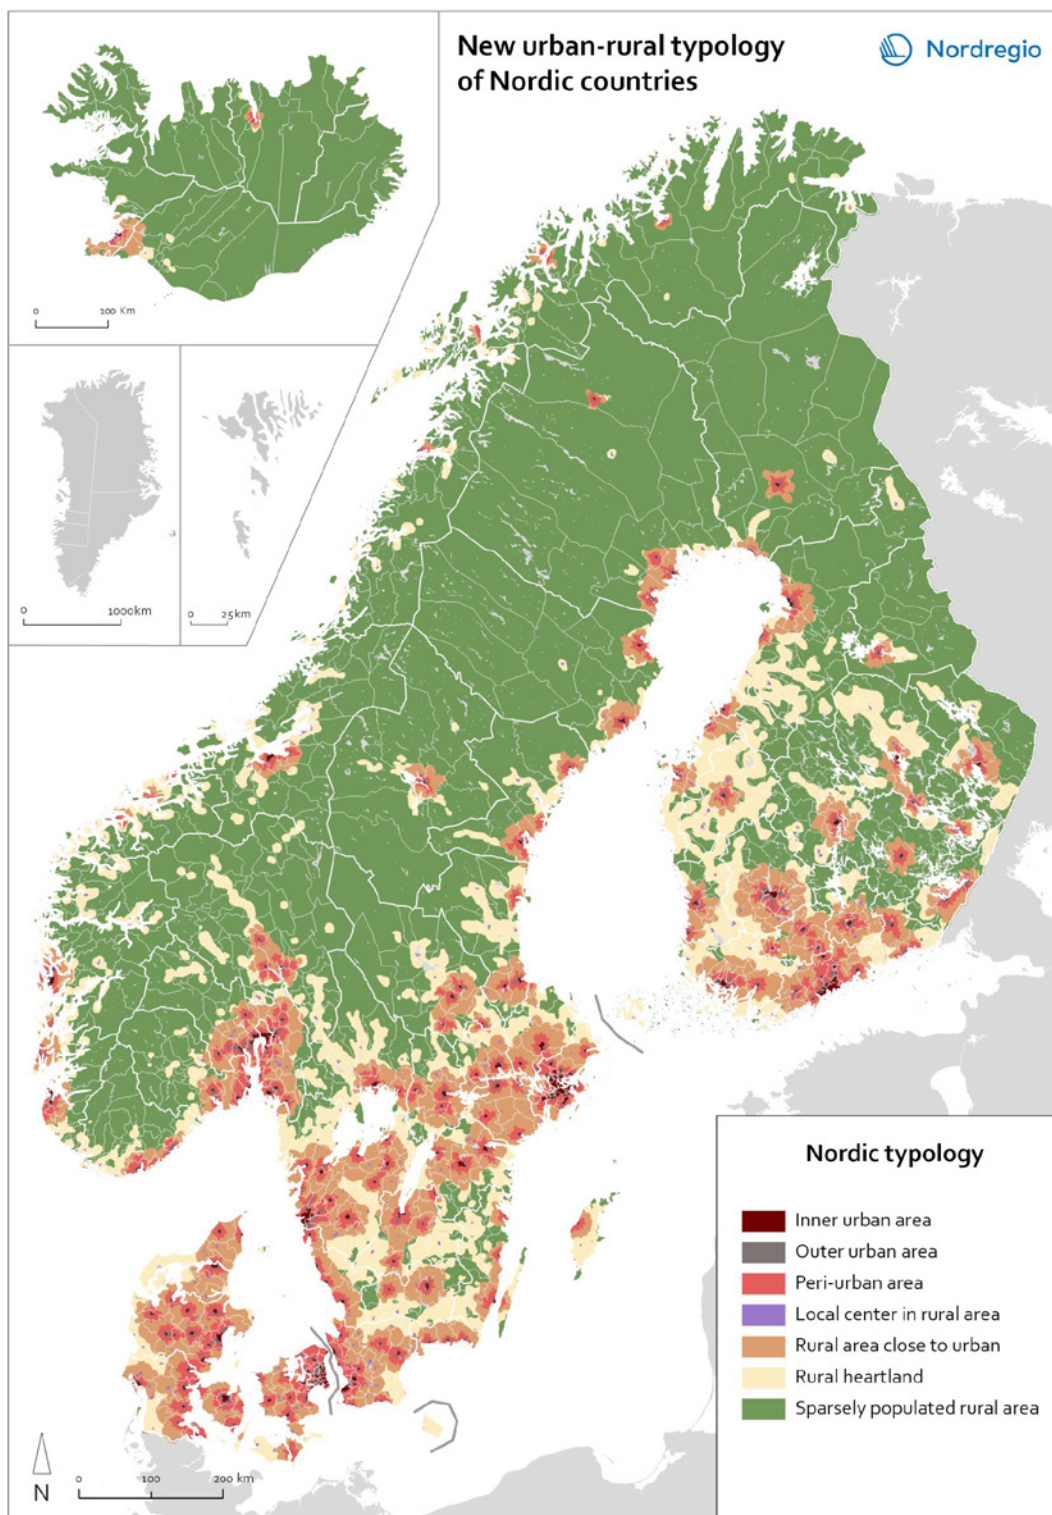 New urban-rural typology
of Nordic countries
Nordregio
0 100 Km
0 1000km
0 25km
Nordic typology
Inner urban area
Outer urban area
Peri-urban area
Local center in rural area
Rural area close to urban
Rural heartland
Sparsely populated rural area
N
0 100 200 km